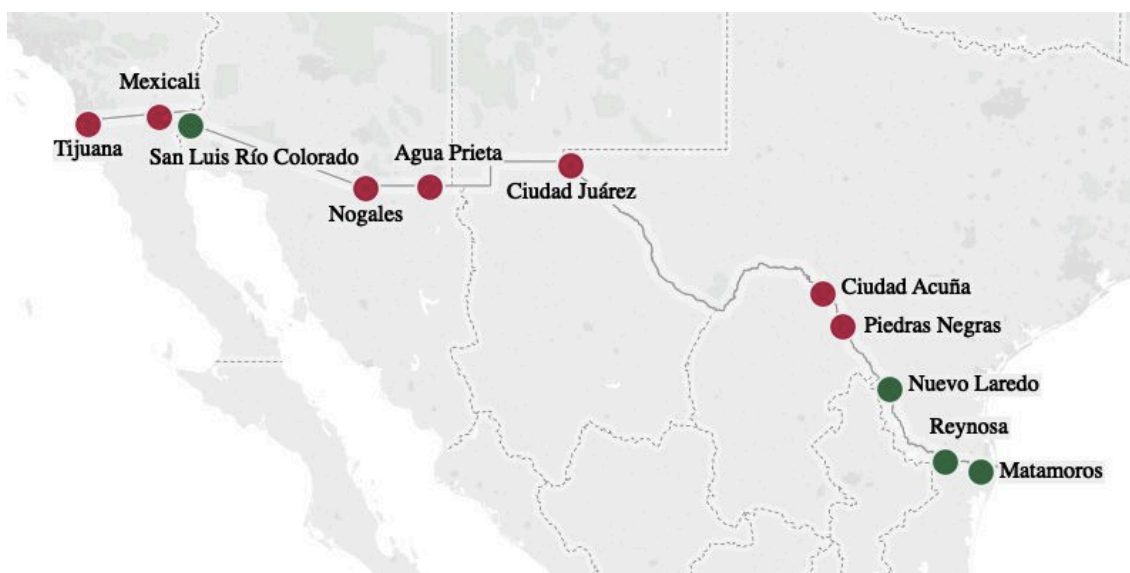 Mexicali
Tijuana
San Luis Río Colorado
Agua Prieta
Nogales
Ciudad Juárez
Ciudad Acuña
Piedras Negras
Nuevo Laredo
Reynosa
Matamoros